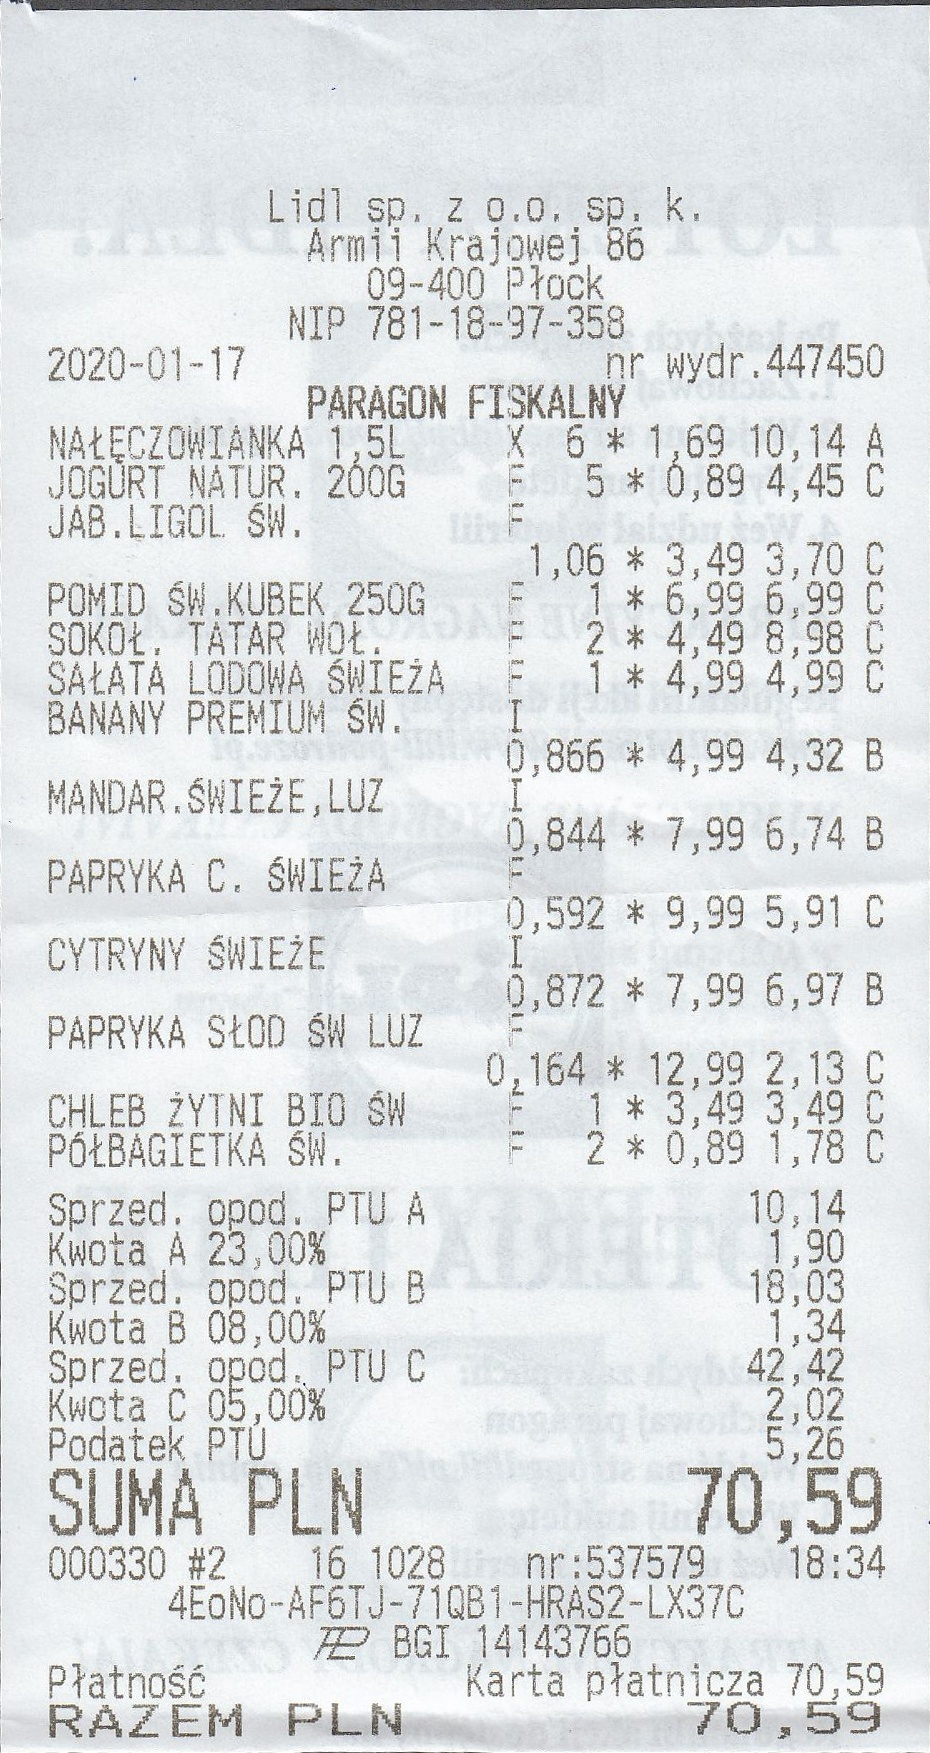 Lidl sp. z o.o. sp. k.
Armii Krajowej 86
09-400 Płock
NIP 781-18-97-358
2020-01-17 nr wydr.447450
PARAGON FISKALNY
NAŁĘCZOWIANKA 1,5L X 6 * 1,69 10,14 A
JOGURT NATUR. 200G F 5 * 0,89 4,45 C
JAB.LIGOL ŚW. F
1,06 * 3,49 3,70 C
POMID ŚW.KUBEK 250G F 1 * 6,99 6,99 C
SOKOŁ. TATAR WOŁ. F 2 * 4,49 8,98 C
SAŁATA LODOWA ŚWIEŻA F 1 * 4,99 4,99 C
BANANY PREMIUM ŚW. I
0,866 * 4,99 4,32 B
MANDAR.ŚWIEŻE,LUZ I
0,844 * 7,99 6,74 B
PAPRYKA C. ŚWIEŻA F
0,592 * 9,99 5,91 C
CYTRYNY ŚWIEŻE I
0,872 * 7,99 6,97 B
PAPRYKA SŁOD ŚW LUZ F
0,164 * 12,99 2,13 C
CHLEB ŻYTNI BIO ŚW F 1 * 3,49 3,49 C
PÓŁBAGIETKA ŚW. F 2 * 0,89 1,78 C
Sprzed. opod. PTU A 10,14
Kwota A 23,00% 1,90
Sprzed. opod. PTU B 18,03
Kwota B 08,00% 1,34
Sprzed. opod. PTU C 42,42
Kwota C 05,00% 2,02
Podatek PTU 5,26
SUMA PLN 70,59
000330 #2 16 1028 nr:537579 18:34
4EoNo-AF6TJ-71QB1-HRAS2-LX37C
BGI 14143766
Płatność Karta płatnicza 70,59
RAZEM PLN 70,59